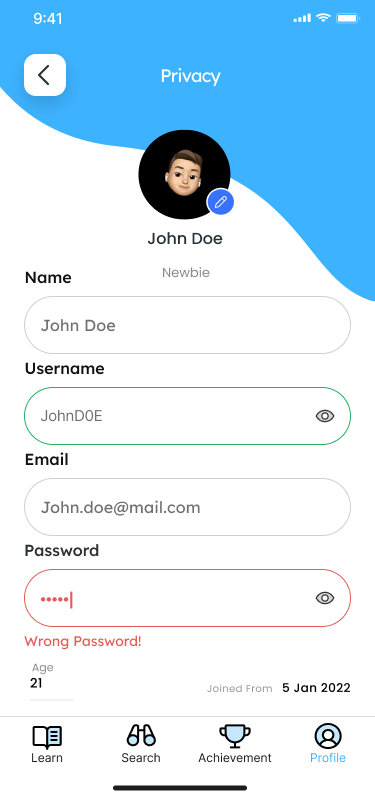 9:41
Privacy
John Doe
Newbie
Name
John Doe
Username
JohnD0E
Email
John.doe@mail.com
Password
•••••
Wrong Password!
Age
21
Joined From 5 Jan 2022
Learn Search Achievement Profile